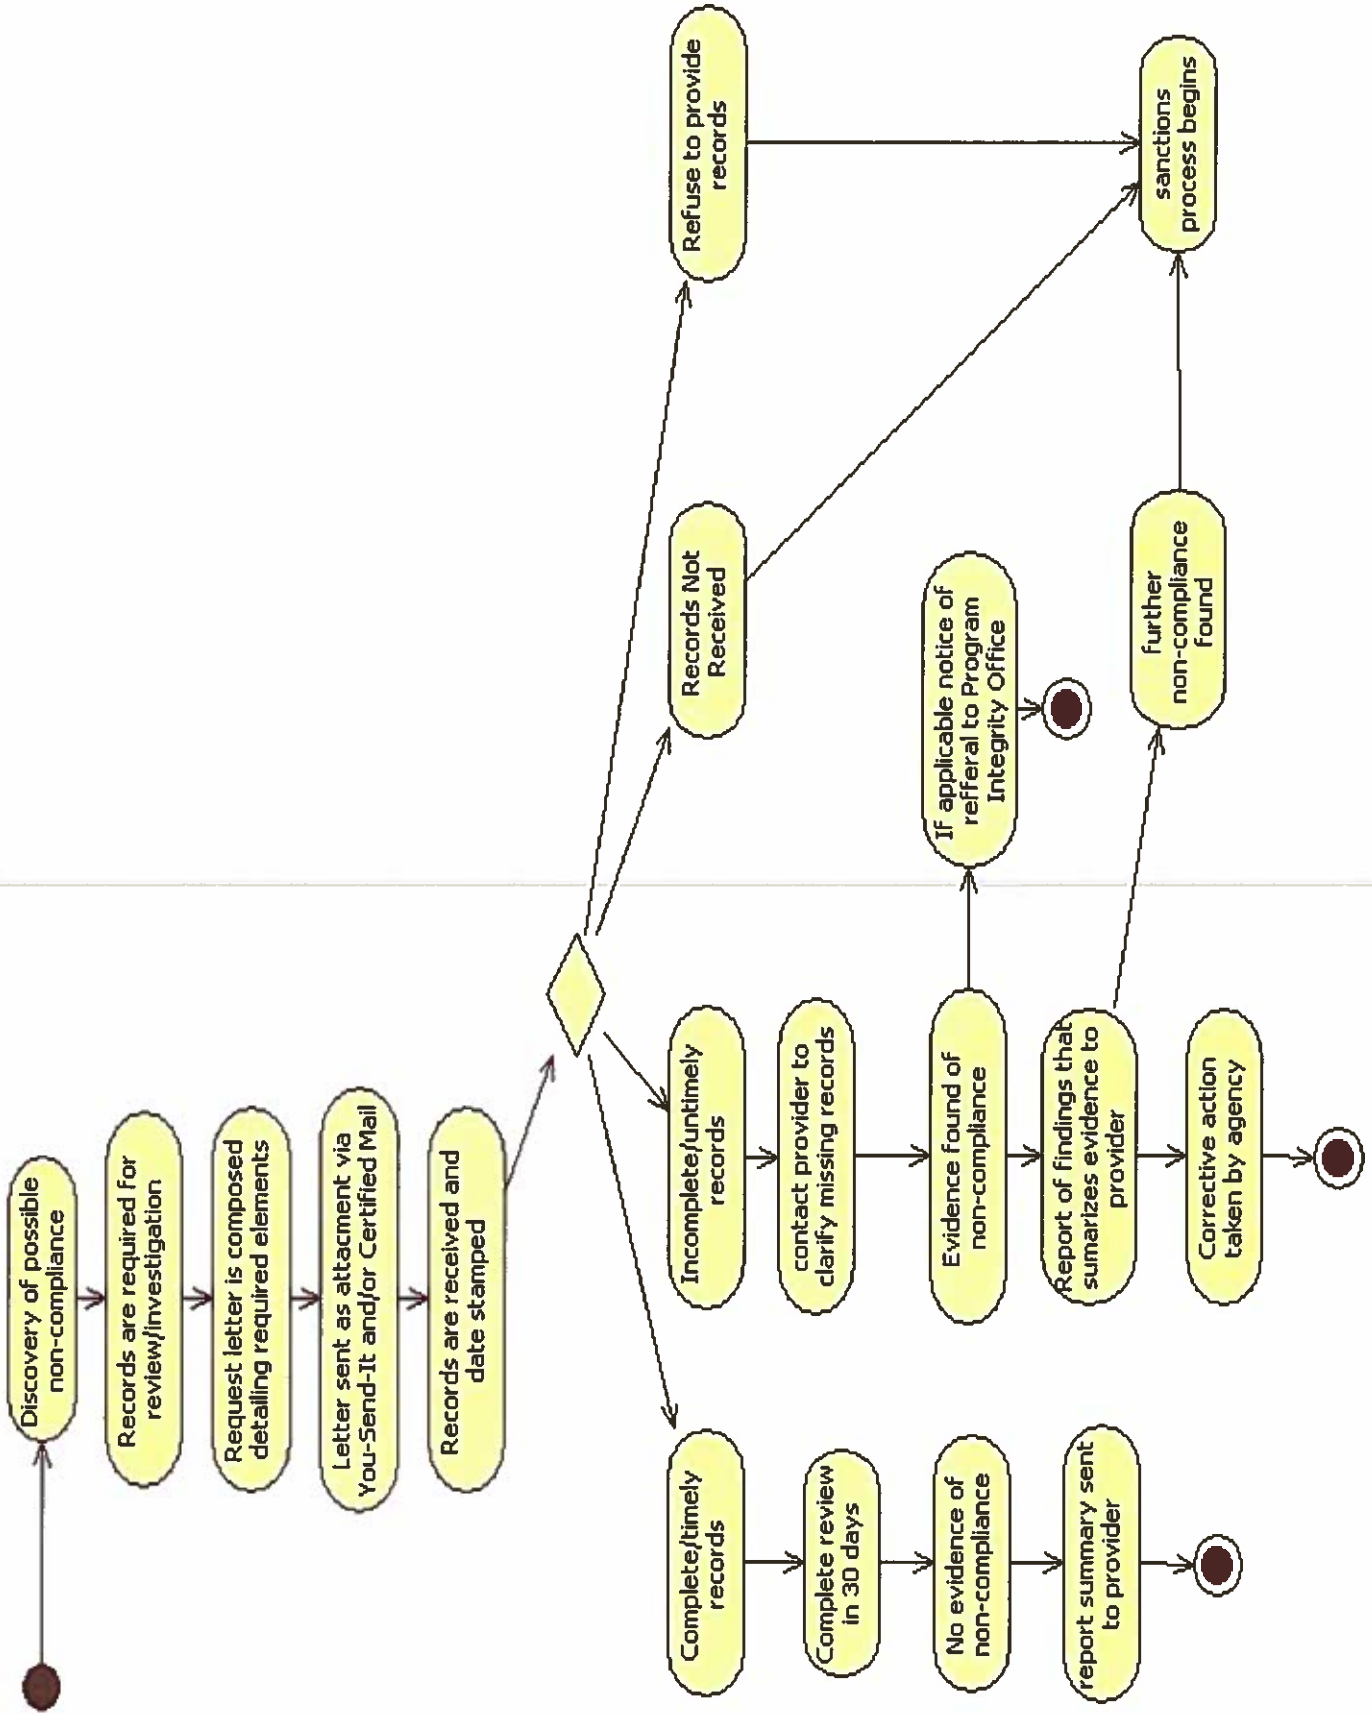 Discovery of possible
non-compliance
Records are required for
review/investigation
Request letter is composed
detailing required elements
Letter sent as attacment via
You-Send-It and/or Certified Mail
Records are received and
date stamped
Complete/timely
records
Complete review
in 30 days
No evidence of
non-compliance
report summary sent
to provider
Incomplete/untimely
records
contact provider to
clarify missing records
Evidence found of
non-compliance
Report of findings that
sumarizes evidence to
provider
Corrective action
taken by agency
If applicable notice of
refferal to Program
Integrity Office
Records Not
Received
further
non-compliance
found
Refuse to provide
records
sanctions
process begins